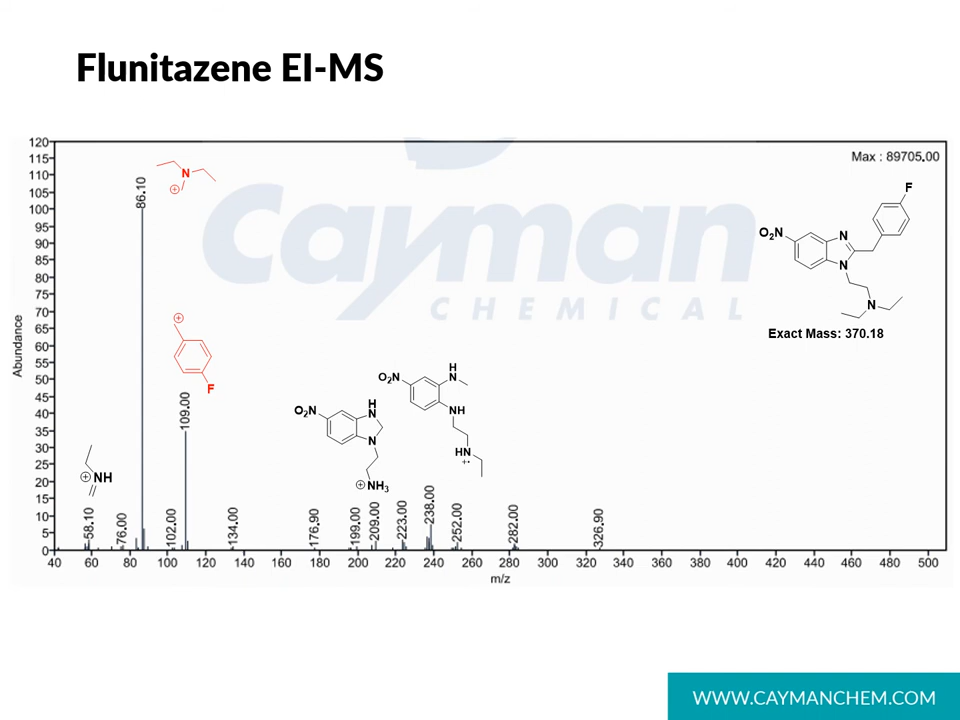 Flunitazene EI-MS
Cayman
CHEMICAL
Max : 89705.00
120
115
110
105
100
95
90
85
80
75
70
65
60
55
50
45
40
35
30
25
20
15
10
5
0
Abundance
40 60 80 100 120 140 160 180 200 220 240 260 280 300 320 340 360 380 400 420 440 460 480 500
m/z
58.10
76.00
86.10
102.00
109.00
134.00
176.90
199.00
209.00
223.00
238.00
252.00
282.00
326.90
N
F
NH
O₂N
H
N
N
NH₃
O₂N
H
N
NH
HN
F
O₂N
N
N
N
Exact Mass: 370.18
WWW.CAYMANCHEM.COM